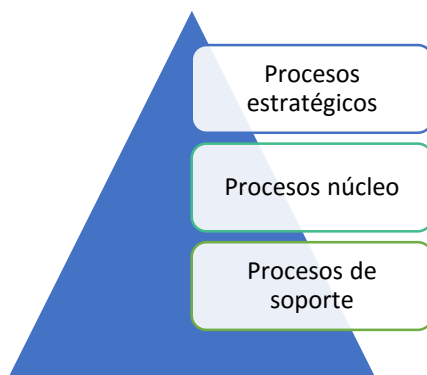 Procesos
estratégicos
Procesos núcleo
Procesos de
soporte